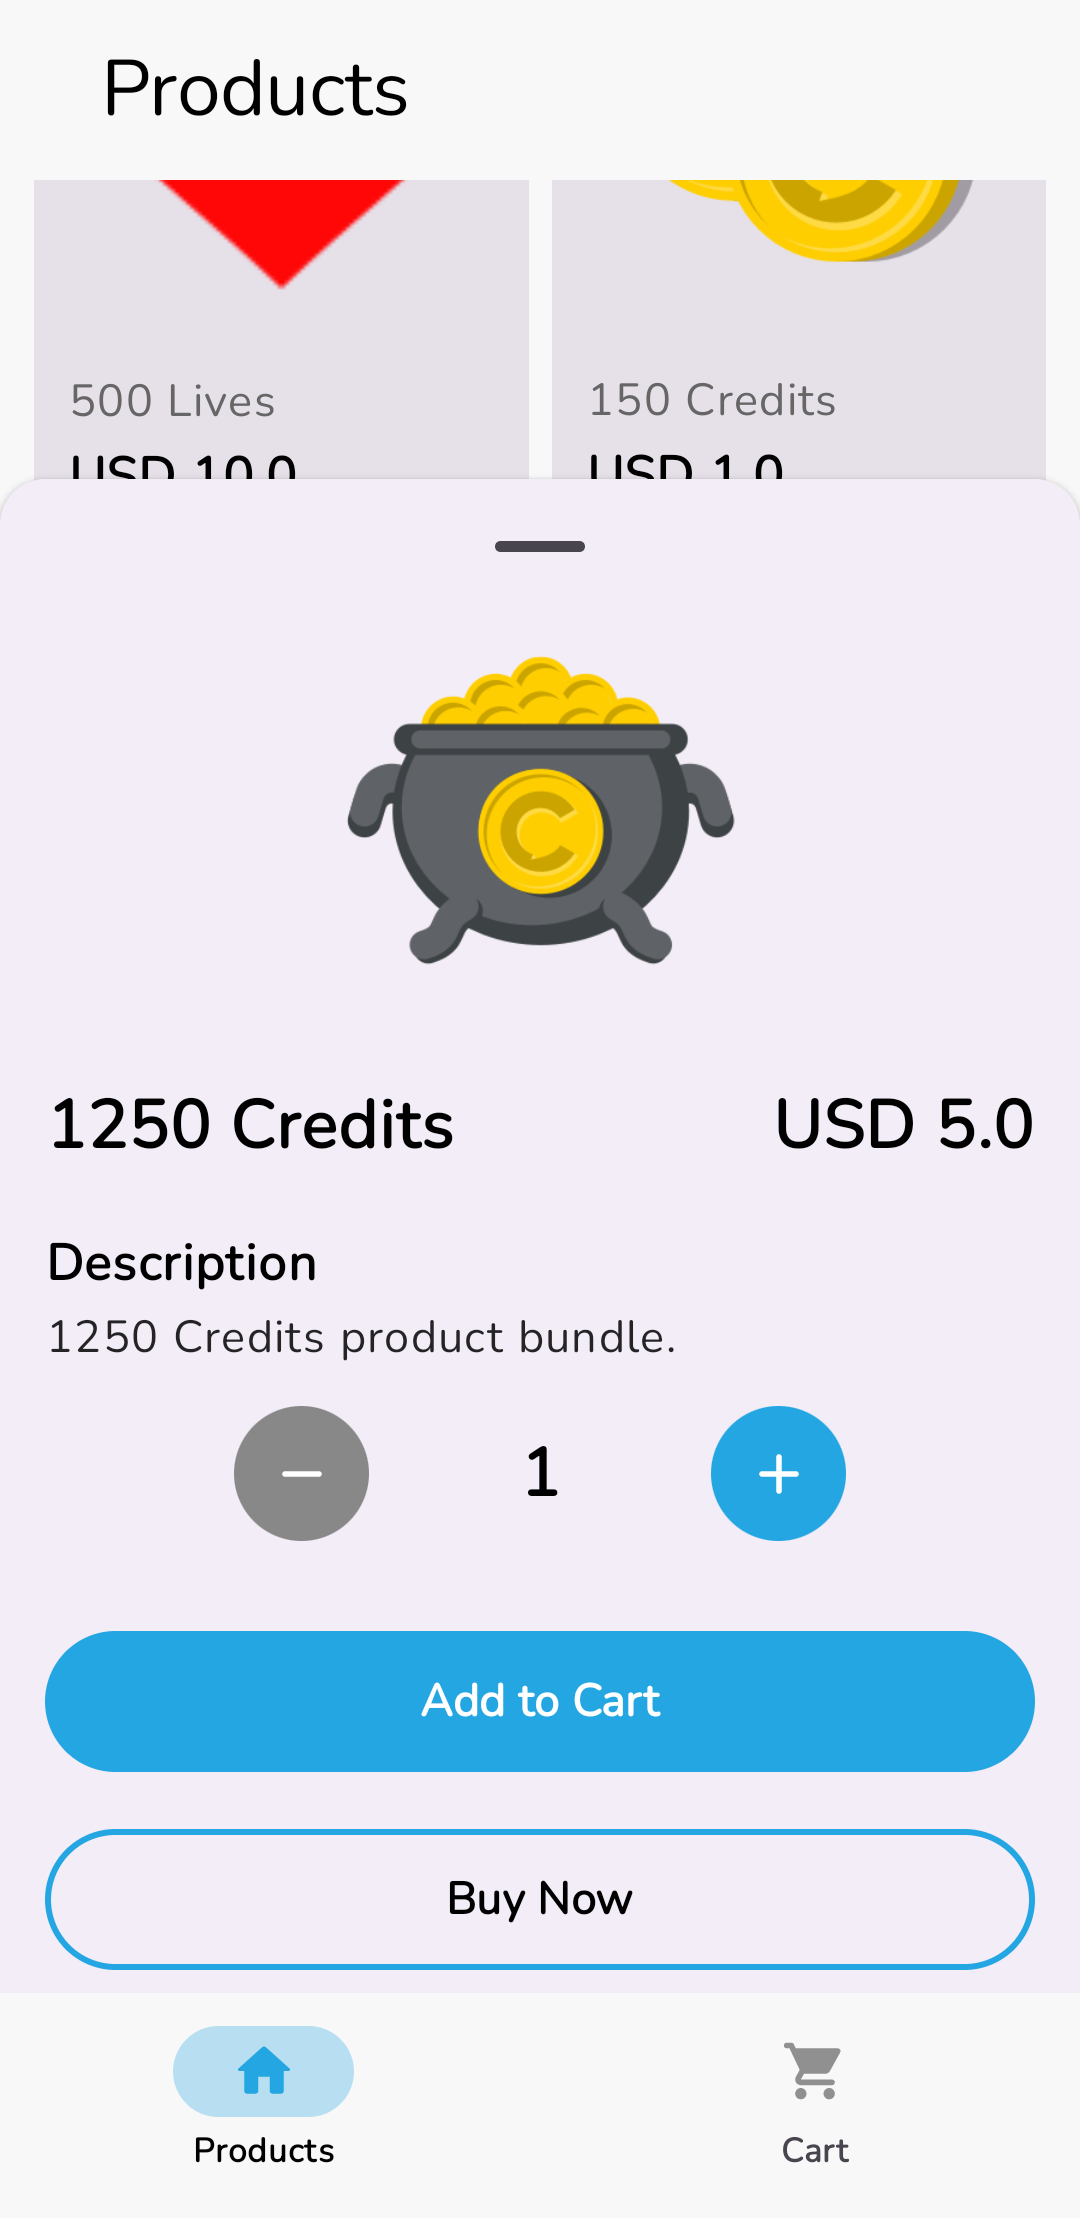 Products
500 Lives
150 Credits
USD 10.0
USD 1.0
1250 Credits
USD 5.0
Description
1250 Credits product bundle.
1
Add to Cart
Buy Now
Products
Cart